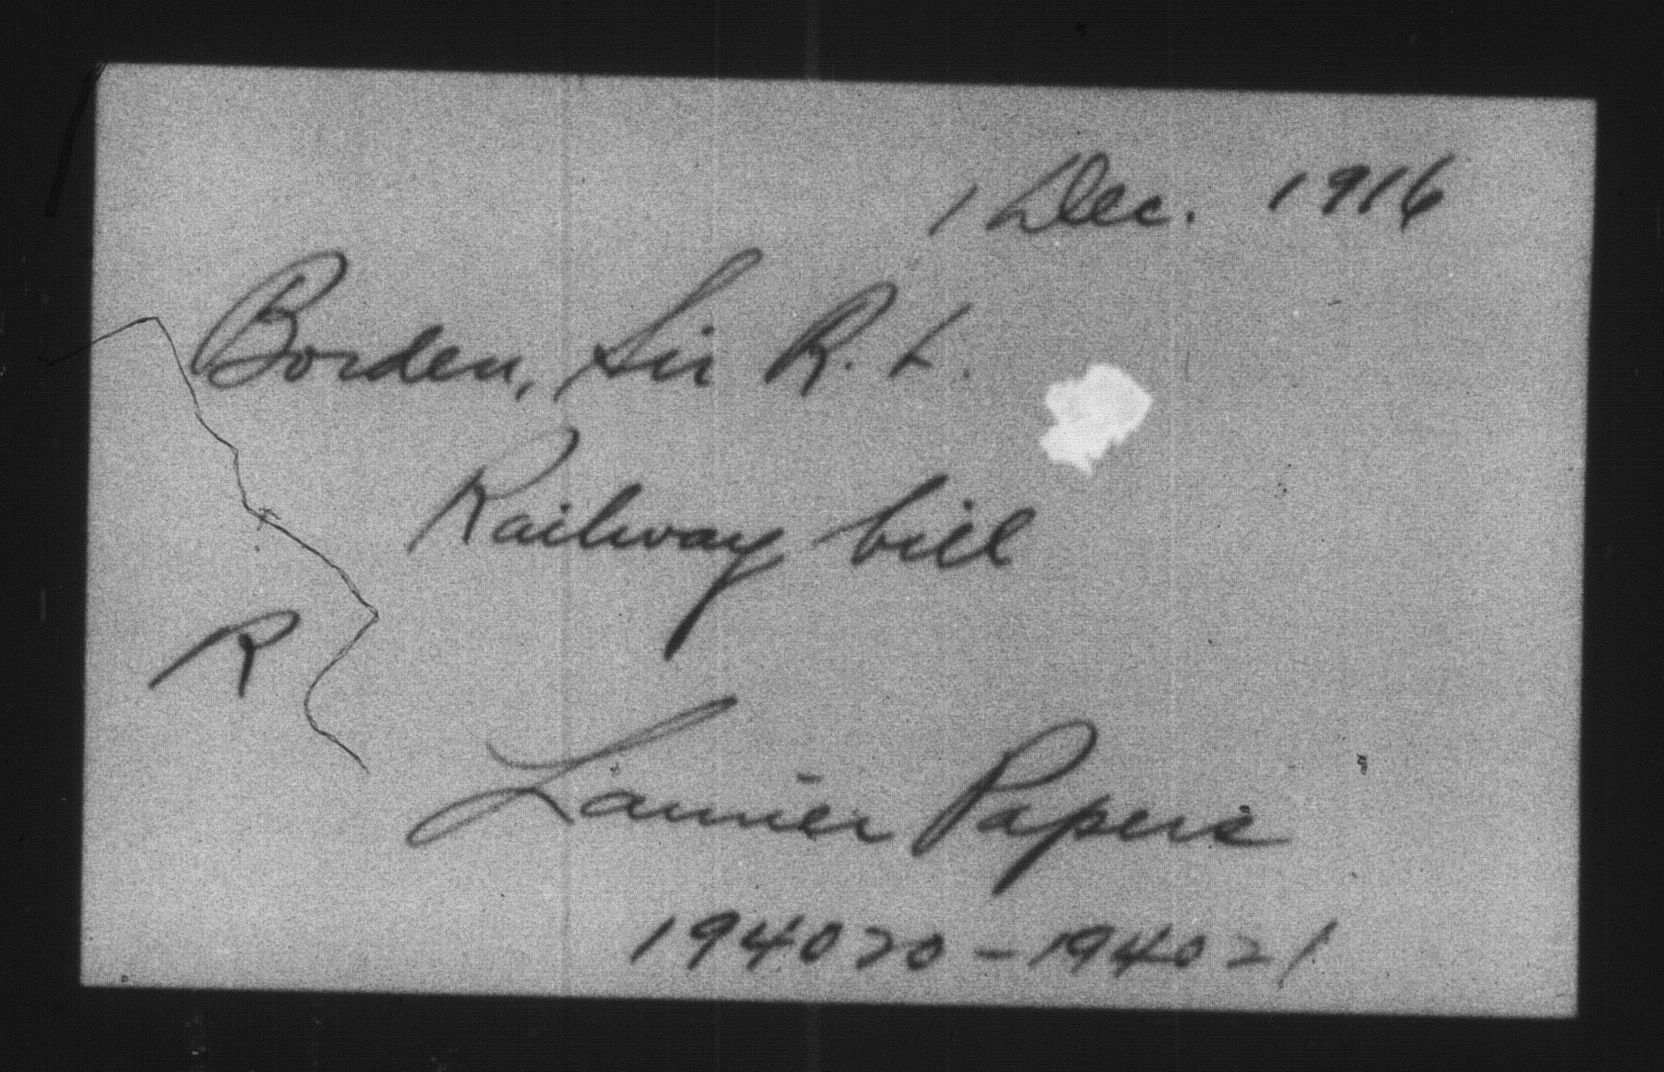 1 Dec. 1916
Borden, Sir R. L.
Railway bill
R
Laurier Papers
194020-194021